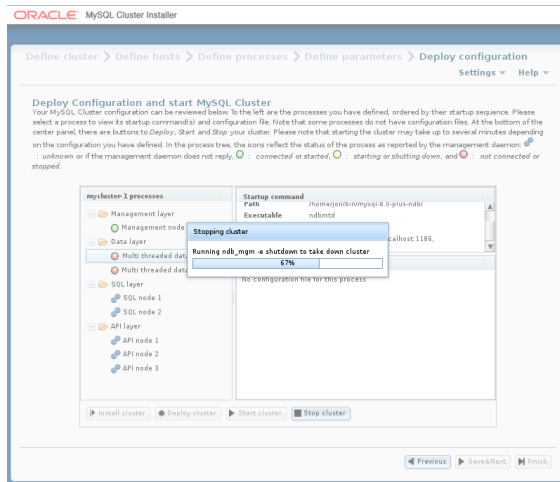 ORACLE MySQL Cluster Installer
Define cluster Define hosts Define processes Define parameters Deploy configuration
Settings Help
Deploy Configuration and start MySQL Cluster
Your MySQL Cluster configuration can be reviewed below. To the left are the processes you have defined, ordered by their startup sequence. Please
select a process to view its startup command(s) and configuration file. Note that some processes do not have configuration files. At the bottom of the
center panel, there are buttons to Deploy, Start and Stop your cluster. Please note that starting the cluster may take up to several minutes depending
on the configuration you have defined. In the process tree, the icons reflect the status of the process as reported by the management daemon:
: unknown or if the management daemon does not reply, : connected or started, : starting or shutting down, and : not connected or
stopped.
mycluster-1 processes
Management layer
Management node
Data layer
Multi threaded data
Multi threaded data
SQL layer
SQL node 1
SQL node 2
API layer
API node 1
API node 2
API node 3
Startup command
Path /home/jon/bin/mysql-8.0-plus-ndb/
Executable ndbmtd
calhost:1186,
No configuration file for this process
Stopping cluster
Running ndb_mgm -e shutdown to take down cluster
67%
Install cluster Deploy cluster Start cluster Stop cluster
Previous Save&Next Finish